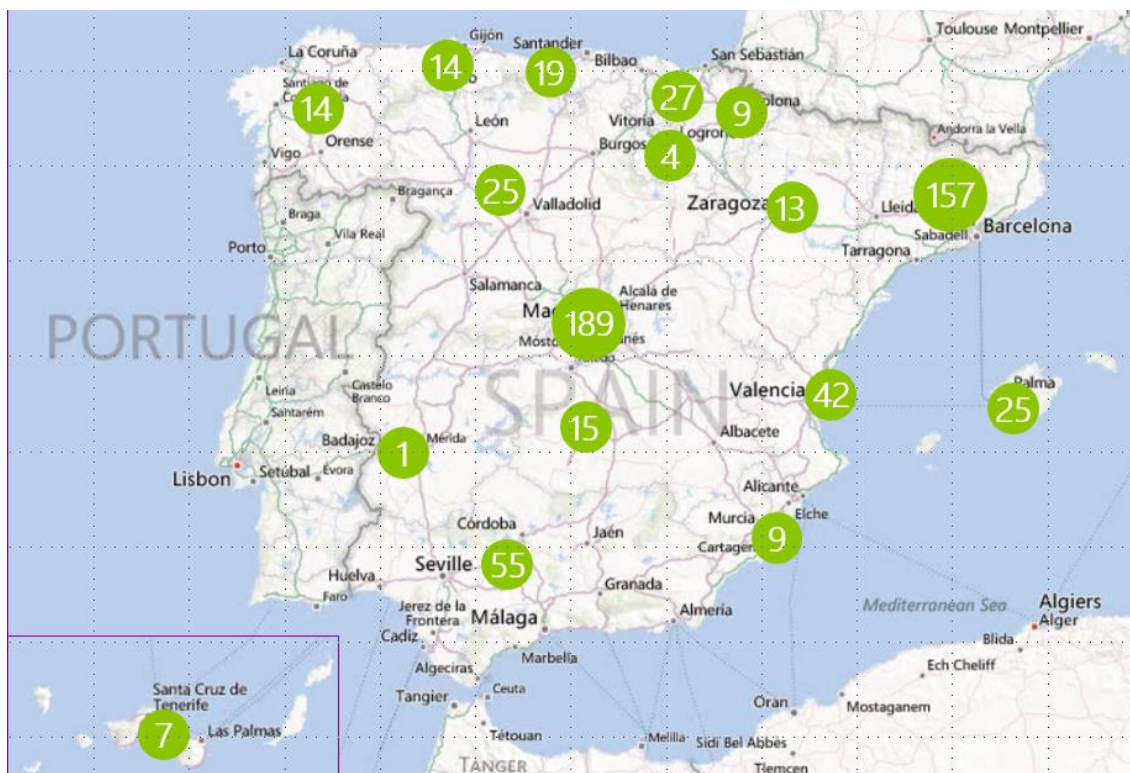 Toulouse Montpellier
La Coruña
Gijón
Santander
Bilbao
San Sebastián
14
19
14
27
9
Vitoria
León
Orense
Burgos
4
Andorra la Vella
Vigo
Bragança
25
Valladolid
Zaragoza
13
Lleida
157
Barcelona
Sabadell
Braga
Vila Real
Porto
Tarragona
Salamanca
Alcalá de
Henares
189
PORTUGAL
SPAIN
Leiria
Castelo
Branco
Santarém
Valencia
42
Palma
25
15
Badajoz
1
Mérida
Albacete
Lisbon
Setúbal
Évora
Alicante
Elche
Murcia
9
Córdoba
Jaén
Seville
55
Huelva
Granada
Faro
Jerez de la
Frontera
Málaga
Almería
Mediterranean Sea
Algiers
Alger
Cadiz
Blida
Algeciras
Marbella
Ech Cheliff
Santa Cruz de
Tenerife
7
Las Palmas
Tangier
Ceuta
Oran
Mostaganem
Tétouan
Melilla
Sidi Bel Abbès
TANGER
Tlemcen